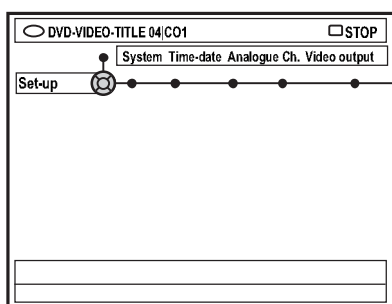 DVD-VIDEO-TITLE 04|CO1 STOP
System Time-date Analogue Ch. Video output
Set-up